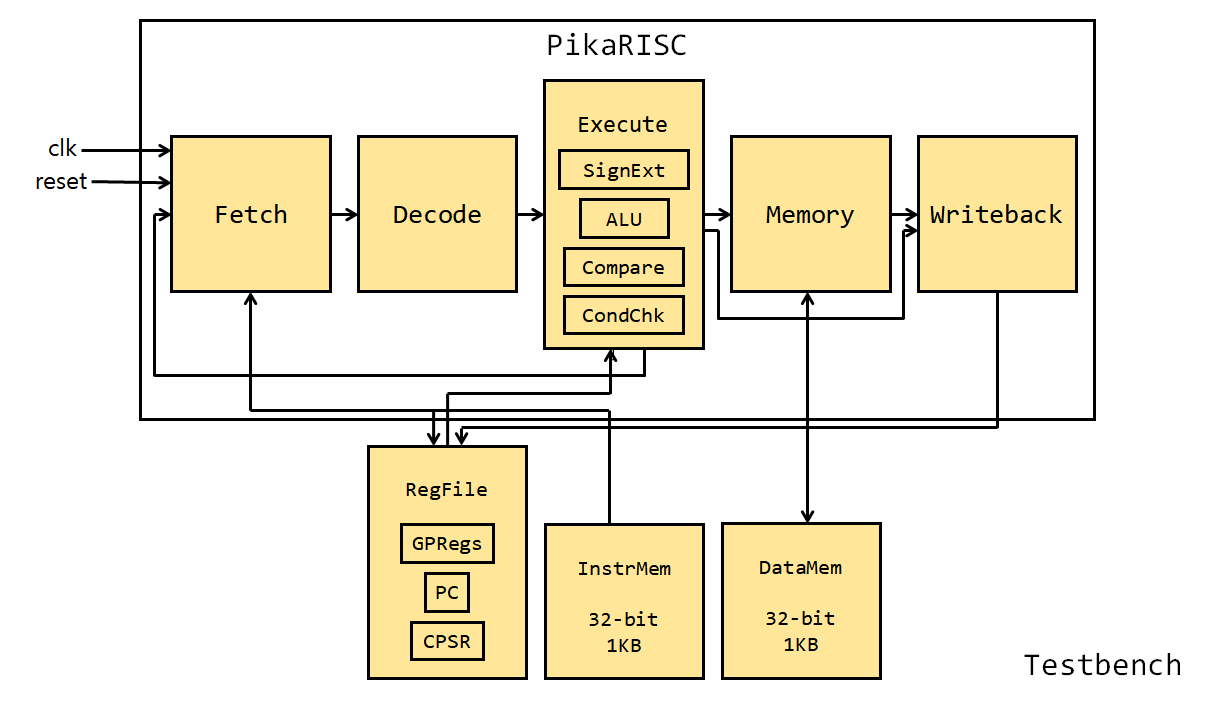 PikaRISC
clk
reset
Fetch
Decode
Execute
SignExt
ALU
Compare
CondChk
Memory
Writeback
RegFile
GPRegs
PC
CPSR
InstrMem
32-bit
1KB
DataMem
32-bit
1KB
Testbench